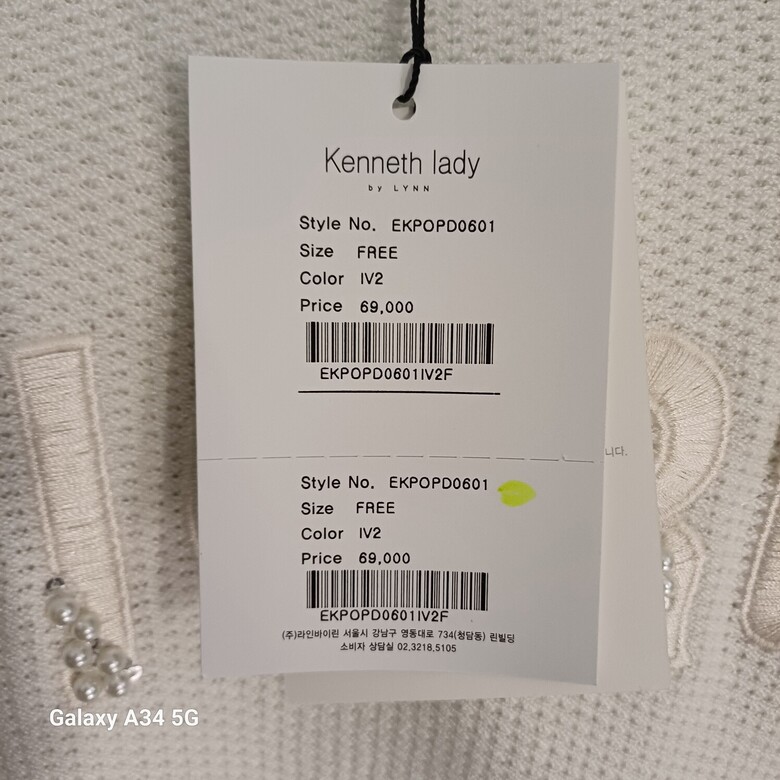 Kenneth lady
by LYNN
Style No. EKPOPD0601
Size FREE
Color IV2
Price 69,000
EKPOPD0601IV2F
니다.
Style No. EKPOPD0601
Size FREE
Color IV2
Price 69,000
EKPOPD0601IV2F
(주)라인바이린 서울시 강남구 영동대로 734(청담동) 린빌딩
소비자 상담실 02,3218,5105
Galaxy A34 5G